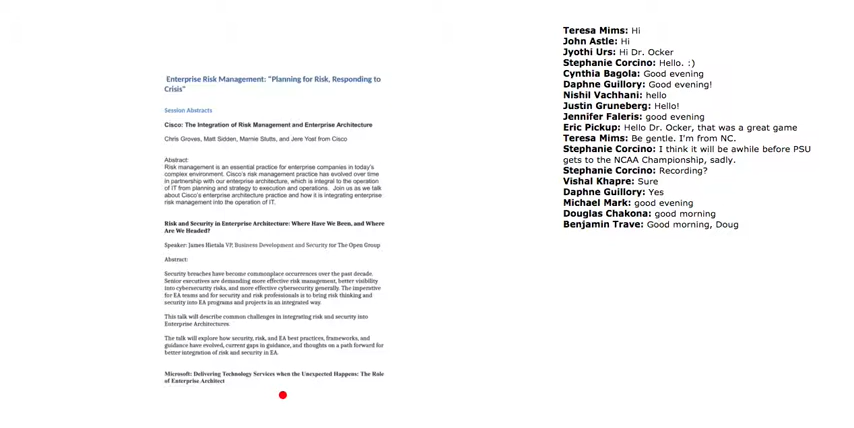 Enterprise Risk Management: "Planning for Risk, Responding to
Crisis"
Session Abstracts
Cisco: The Integration of Risk Management and Enterprise Architecture
Chris Groves, Matt Sidden, Marnie Stutts, and Jere Yost from Cisco
Abstract:
Risk management is an essential practice for enterprise companies in today's
complex environment. Cisco's risk management practice has evolved over time
in partnership with our enterprise architecture, which is integral to the operation
of IT from planning and strategy to execution and operations. Join us as we talk
about Cisco's enterprise architecture practice and how it is integrating enterprise
risk management into the operation of IT.
Risk and Security in Enterprise Architecture: Where Have We Been, and Where
Are We Headed?
Speaker: James Hietala VP, Business Development and Security for The Open Group
Abstract:
Security breaches have become commonplace occurrences over the past decade.
Senior executives are demanding more effective risk management, better visibility
into cybersecurity risks, and more effective cybersecurity generally. The imperative
for EA teams and for security and risk professionals is to bring risk thinking and
security into EA programs and projects in an integrated way.
This talk will describe common challenges in integrating risk and security into
Enterprise Architectures
The talk will explore how security, risk, and EA best practices, frameworks, and
guidance have evolved, current gaps in guidance, and thoughts on a path forward for
better integration of risk and security in EA.
Microsoft: Delivering Technology Services when the Unexpected Happens: The Role
of Enterprise Architect
Teresa Mims: Hi
John Astle: Hi
Jyothi Urs: Hi Dr. Ocker
Stephanie Corcino: Hello. :)
Cynthia Bagola: Good evening
Daphne Guillory: Good evening!
Nishil Vachhani: hello
Justin Gruneberg: Hello!
Jennifer Faleris: good evening
Eric Pickup: Hello Dr. Ocker, that was a great game
Teresa Mims: Be gentle. I'm from NC.
Stephanie Corcino: I think it will be awhile before PSU
gets to the NCAA Championship, sadly.
Stephanie Corcino: Recording?
Vishal Khapre: Sure
Daphne Guillory: Yes
Michael Mark: good evening
Douglas Chakona: good morning
Benjamin Trave: Good morning, Doug